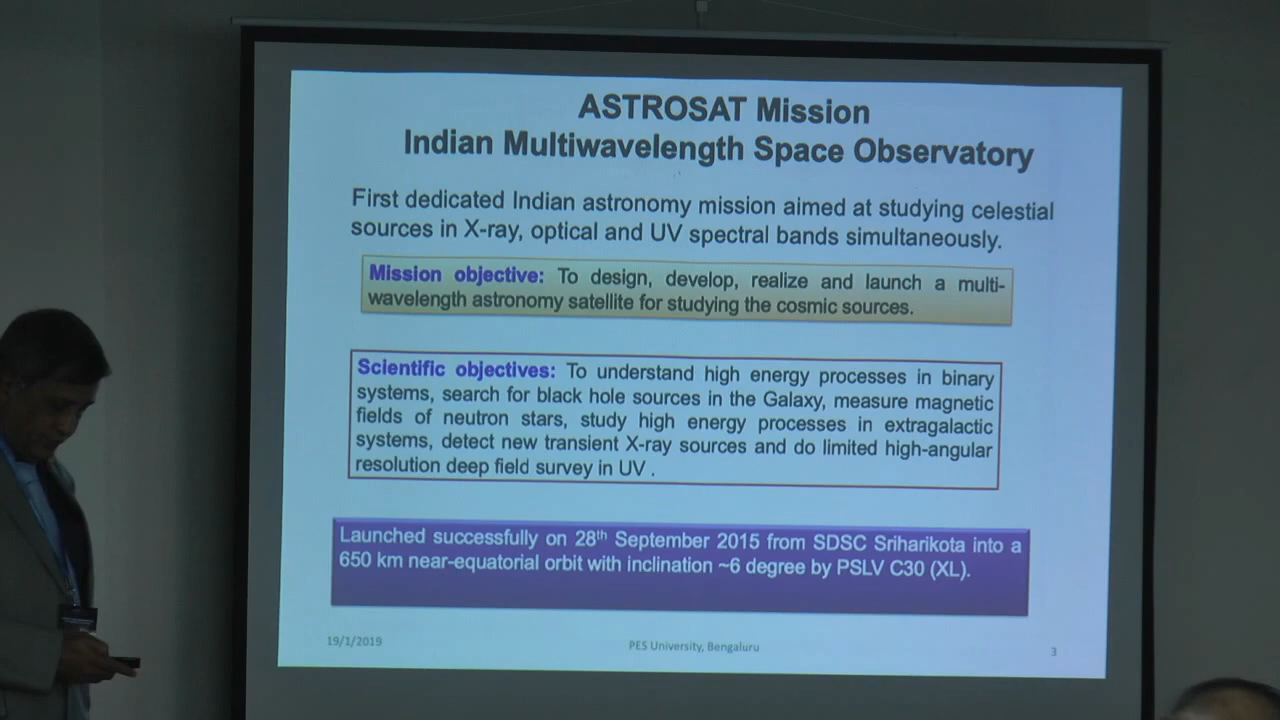 ASTROSAT Mission
Indian Multiwavelength Space Observatory
First dedicated Indian astronomy mission aimed at studying celestial
sources in X-ray, optical and UV spectral bands simultaneously.
Mission objective: To design, develop, realize and launch a multi-
wavelength astronomy satellite for studying the cosmic sources.
Scientific objectives: To understand high energy processes in binary
systems, search for black hole sources in the Galaxy, measure magnetic
fields of neutron stars, study high energy processes in extragalactic
systems, detect new transient X-ray sources and do limited high-angular
resolution deep field survey in UV .
Launched successfully on 28th September 2015 from SDSC Sriharikota into a
650 km near-equatorial orbit with inclination ~6 degree by PSLV C30 (XL).
19/1/2019
PES University, Bengaluru
3